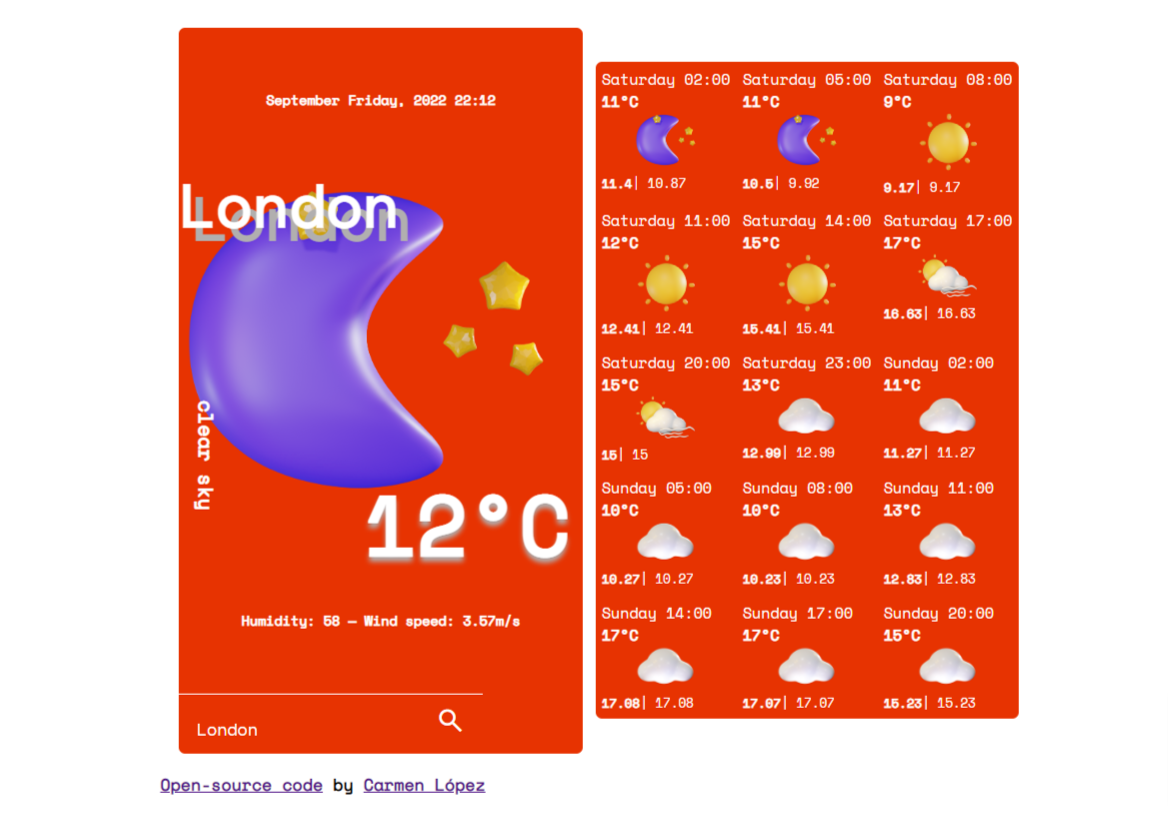 September Friday, 2022 22:12
London
clear sky
12°C
Humidity: 58 — Wind speed: 3.57m/s
London
Saturday 02:00 Saturday 05:00 Saturday 08:00
11°C 11°C 9°C
11.4| 10.87 10.5| 9.92 9.17| 9.17
Saturday 11:00 Saturday 14:00 Saturday 17:00
12°C 15°C 17°C
12.41| 12.41 15.41| 15.41 16.63| 16.63
Saturday 20:00 Saturday 23:00 Sunday 02:00
15°C 13°C 11°C
15| 15 12.99| 12.99 11.27| 11.27
Sunday 05:00 Sunday 08:00 Sunday 11:00
10°C 10°C 13°C
10.27| 10.27 10.23| 10.23 12.83| 12.83
Sunday 14:00 Sunday 17:00 Sunday 20:00
17°C 17°C 15°C
17.08| 17.08 17.07| 17.07 15.23| 15.23
Open-source code by Carmen López